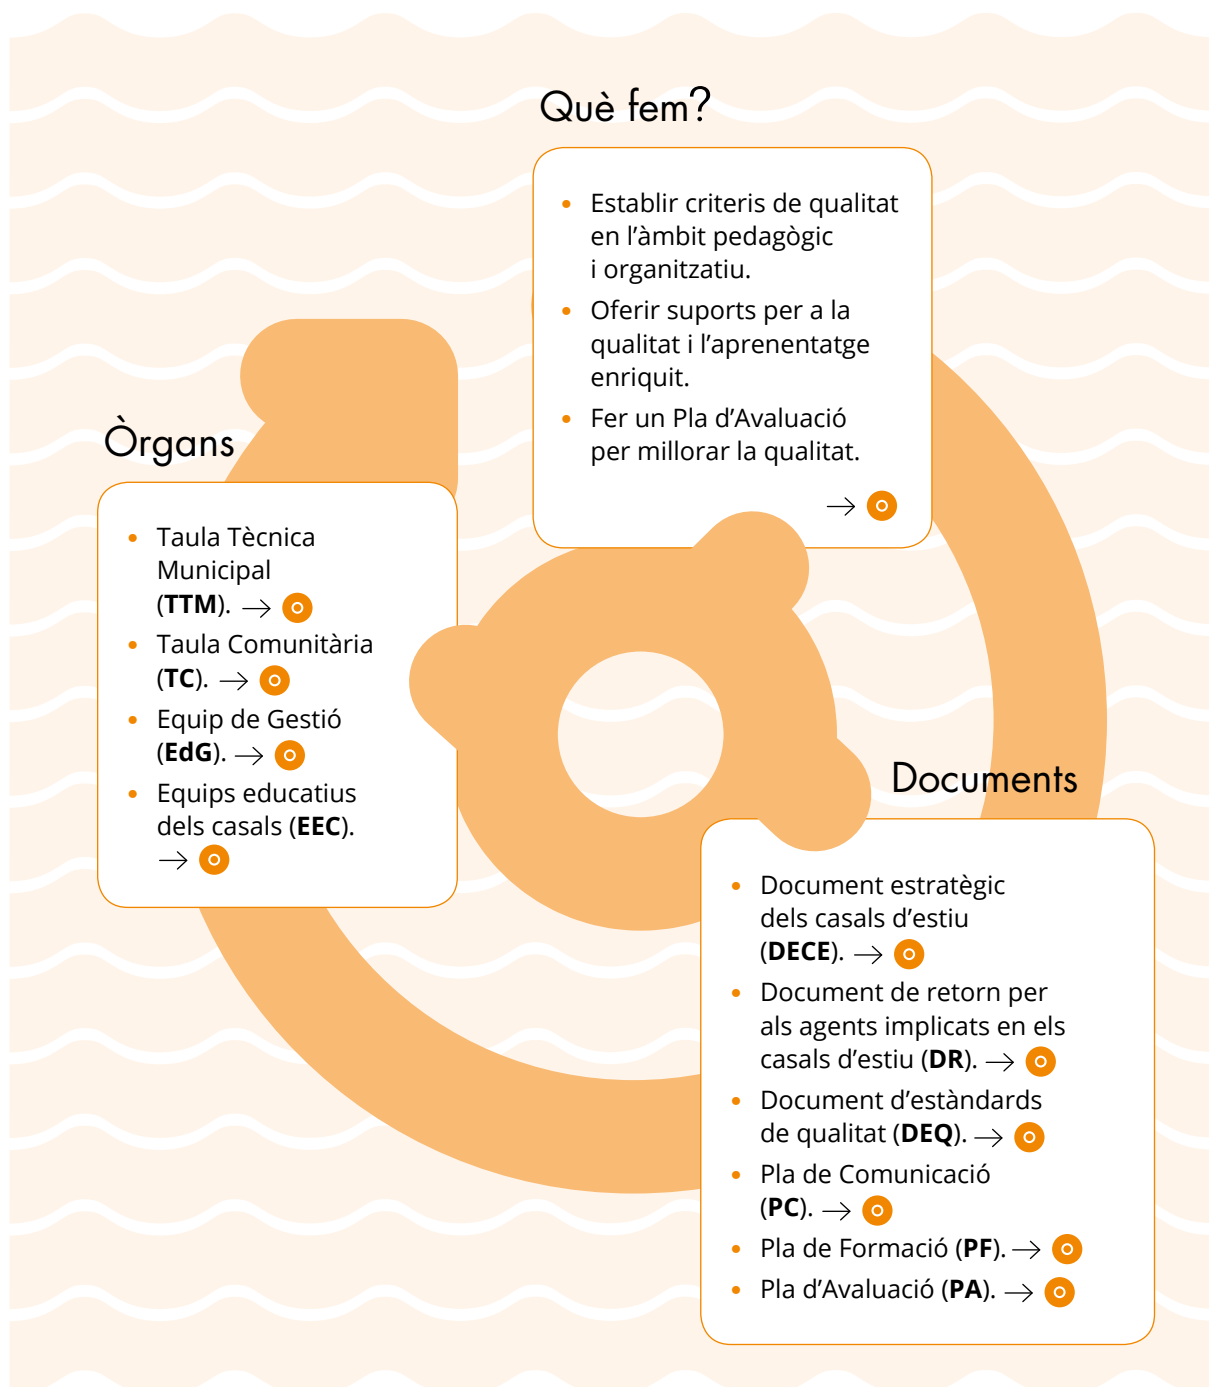 Què fem?
• Establir criteris de qualitat
en l’àmbit pedagògic
i organitzatiu.
• Oferir suports per a la
qualitat i l’aprenentatge
enriquit.
• Fer un Pla d’Avaluació
per millorar la qualitat.
→
Òrgans
• Taula Tècnica
Municipal
(TTM). →
• Taula Comunitària
(TC). →
• Equip de Gestió
(EdG). →
• Equips educatius
dels casals (EEC).
→
Documents
• Document estratègic
dels casals d’estiu
(DECE). →
• Document de retorn per
als agents implicats en els
casals d’estiu (DR). →
• Document d’estàndards
de qualitat (DEQ). →
• Pla de Comunicació
(PC). →
• Pla de Formació (PF). →
• Pla d’Avaluació (PA). →